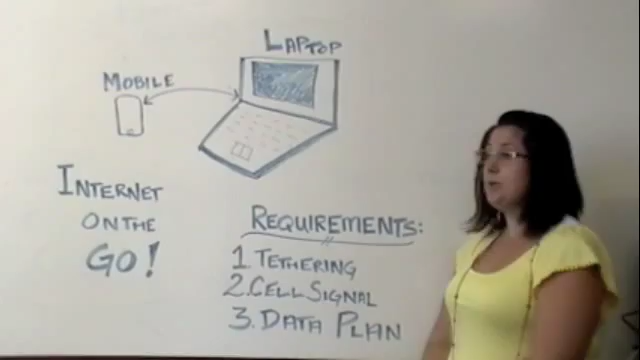 LAPTOP
MOBILE
INTERNET
ON THE
GO!
REQUIREMENTS:
1. TETHERING
2. CELL SIGNAL
3. DATA PLAN